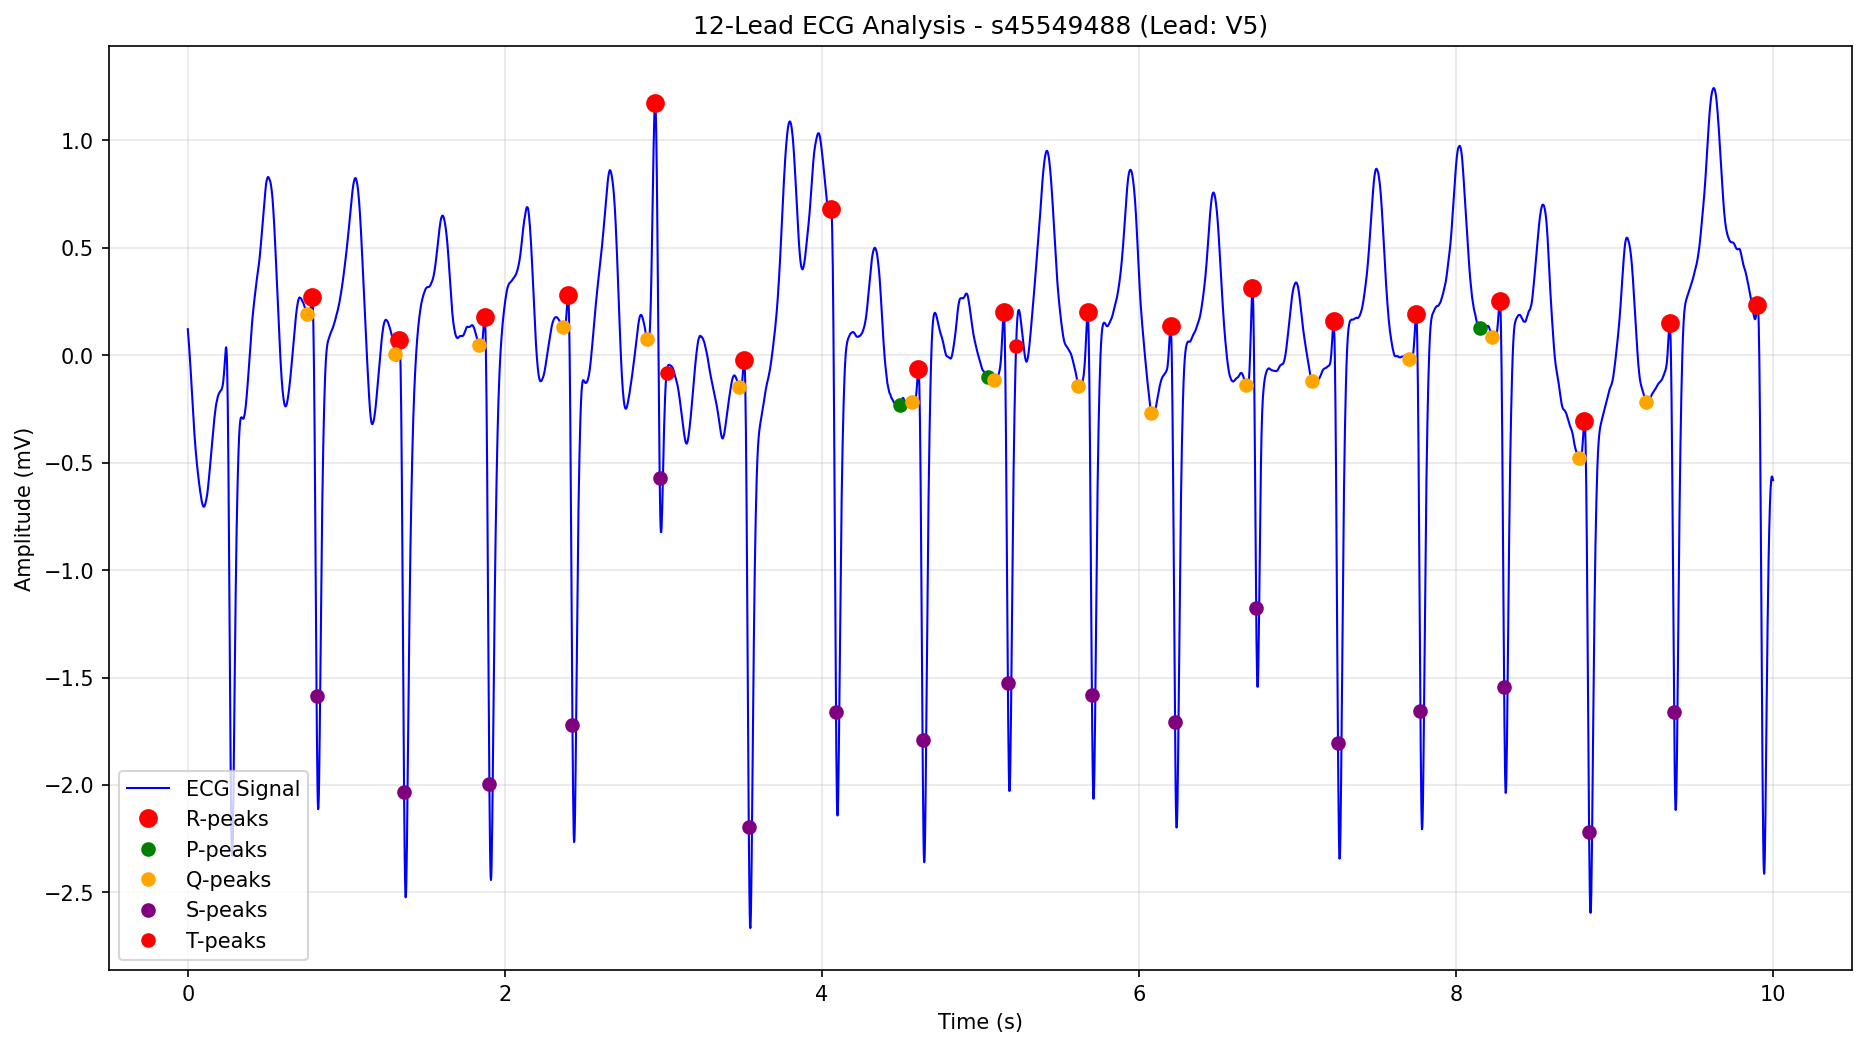 12-Lead ECG Analysis - s45549488 (Lead: V5)
Amplitude (mV)
1.0
0.5
0.0
−0.5
−1.0
−1.5
−2.0
−2.5
ECG Signal
R-peaks
P-peaks
Q-peaks
S-peaks
T-peaks
0 2 4 6 8 10
Time (s)